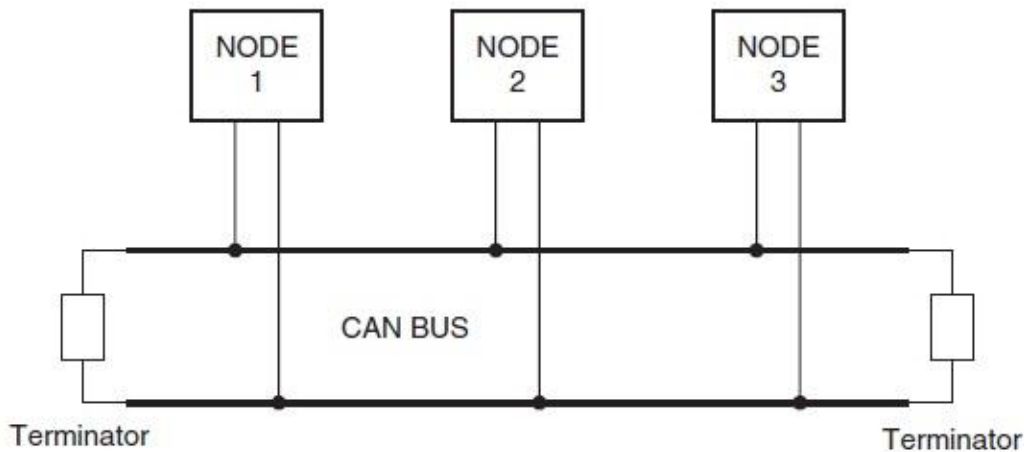 NODE
1
NODE
2
NODE
3
CAN BUS
Terminator
Terminator